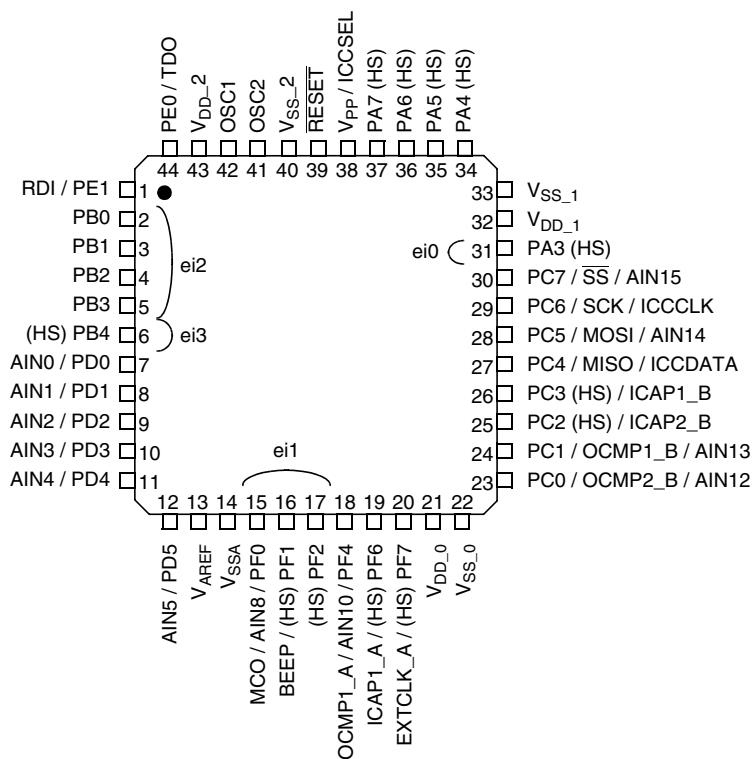 PE0 / TDO
VDD_2
OSC1
OSC2
VSS_2
RESET
VPP / ICCSEL
PA7 (HS)
PA6 (HS)
PA5 (HS)
PA4 (HS)
44 43 42 41 40 39 38 37 36 35 34
RDI / PE1 1
PB0 2
PB1 3
PB2 4
PB3 5
(HS) PB4 6
AIN0 / PD0 7
AIN1 / PD1 8
AIN2 / PD2 9
AIN3 / PD3 10
AIN4 / PD4 11
ei2
ei3
ei0
ei1
33 VSS_1
32 VDD_1
31 PA3 (HS)
30 PC7 / SS / AIN15
29 PC6 / SCK / ICCCLK
28 PC5 / MOSI / AIN14
27 PC4 / MISO / ICCDATA
26 PC3 (HS) / ICAP1_B
25 PC2 (HS) / ICAP2_B
24 PC1 / OCMP1_B / AIN13
23 PC0 / OCMP2_B / AIN12
12 13 14 15 16 17 18 19 20 21 22
AIN5 / PD5
VAREF
VSSA
MCO / AIN8 / PF0
BEEP / (HS) PF1
(HS) PF2
OCMP1_A / AIN10 / PF4
ICAP1_A / (HS) PF6
EXTCLK_A / (HS) PF7
VDD_0
VSS_0